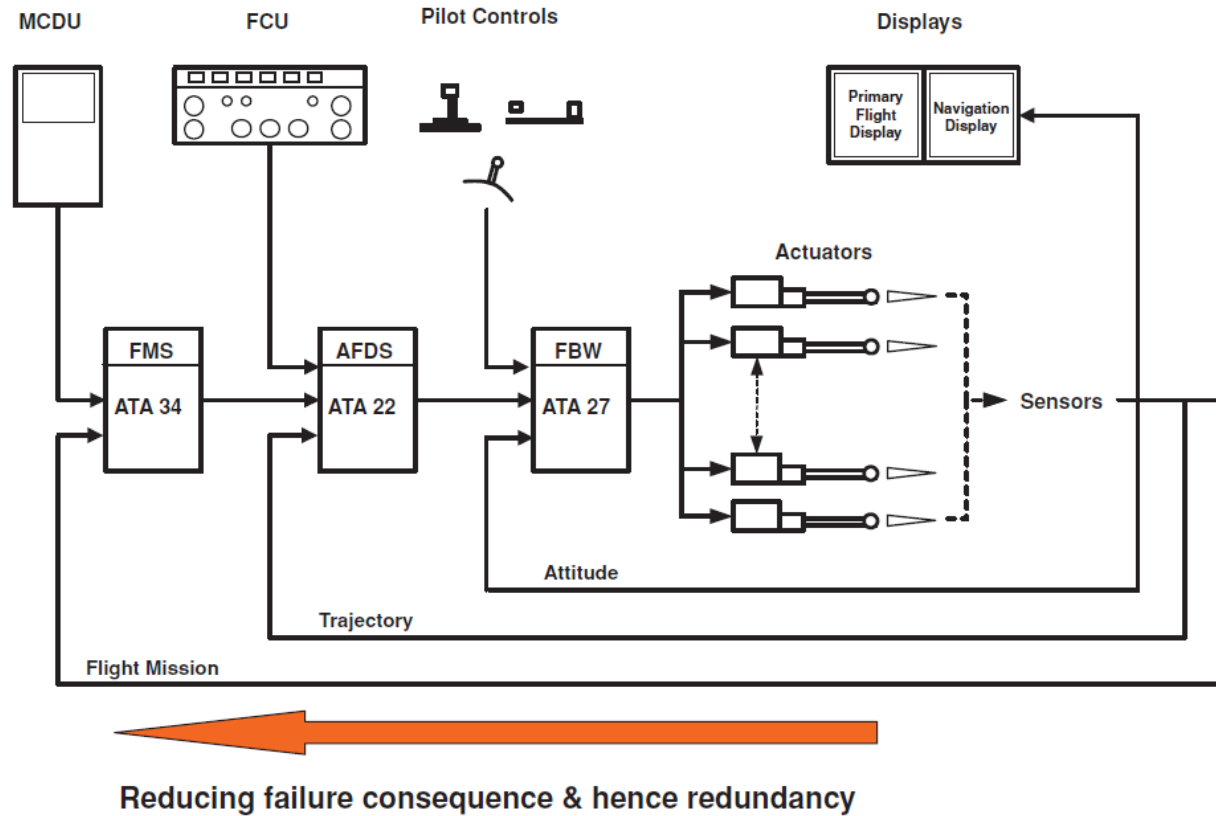 MCDU
FCU
Pilot Controls
Displays
Primary
Flight
Display
Navigation
Display
Actuators
FMS
ATA 34
AFDS
ATA 22
FBW
ATA 27
Sensors
Attitude
Trajectory
Flight Mission
Reducing failure consequence & hence redundancy